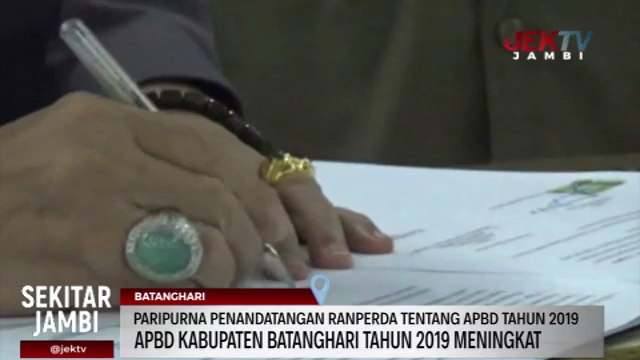 JEKTV
JAMBI
BATANGHARI
SEKITAR
JAMBI
@jektv
PARIPURNA PENANDATANGAN RANPERDA TENTANG APBD TAHUN 2019
APBD KABUPATEN BATANGHARI TAHUN 2019 MENINGKAT